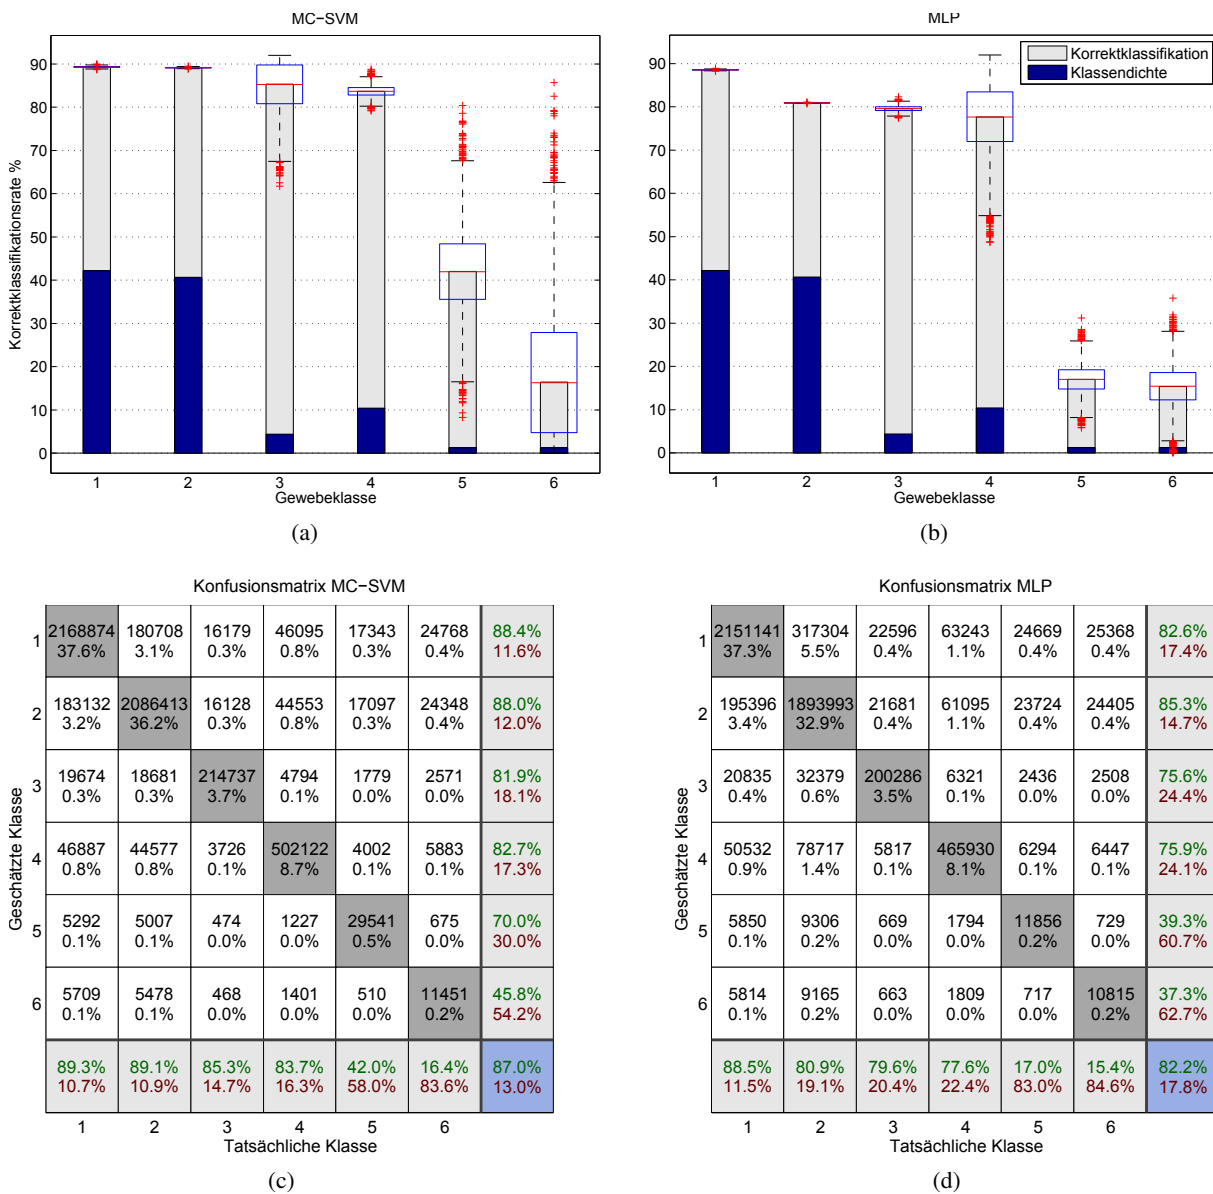 MC−SVM
Korrektklassifikationsrate %
90
80
70
60
50
40
30
20
10
0
1 2 3 4 5 6
Gewebeklasse
(a)
MLP
Korrektklassifikation
Klassendichte
90
80
70
60
50
40
30
20
10
0
1 2 3 4 5 6
Gewebeklasse
(b)
Konfusionsmatrix MC−SVM
Geschätzte Klasse
1 2168874 180708 16179 46095 17343 24768 88.4%
37.6% 3.1% 0.3% 0.8% 0.3% 0.4% 11.6%
2 183132 2086413 16128 44553 17097 24348 88.0%
3.2% 36.2% 0.3% 0.8% 0.3% 0.4% 12.0%
3 19674 18681 214737 4794 1779 2571 81.9%
0.3% 0.3% 3.7% 0.1% 0.0% 0.0% 18.1%
4 46887 44577 3726 502122 4002 5883 82.7%
0.8% 0.8% 0.1% 8.7% 0.1% 0.1% 17.3%
5 5292 5007 474 1227 29541 675 70.0%
0.1% 0.1% 0.0% 0.0% 0.5% 0.0% 30.0%
6 5709 5478 468 1401 510 11451 45.8%
0.1% 0.1% 0.0% 0.0% 0.0% 0.2% 54.2%
89.3% 89.1% 85.3% 83.7% 42.0% 16.4% 87.0%
10.7% 10.9% 14.7% 16.3% 58.0% 83.6% 13.0%
1 2 3 4 5 6
Tatsächliche Klasse
(c)
Konfusionsmatrix MLP
Geschätzte Klasse
1 2151141 317304 22596 63243 24669 25368 82.6%
37.3% 5.5% 0.4% 1.1% 0.4% 0.4% 17.4%
2 195396 1893993 21681 61095 23724 24405 85.3%
3.4% 32.9% 0.4% 1.1% 0.4% 0.4% 14.7%
3 20835 32379 200286 6321 2436 2508 75.6%
0.4% 0.6% 3.5% 0.1% 0.0% 0.0% 24.4%
4 50532 78717 5817 465930 6294 6447 75.9%
0.9% 1.4% 0.1% 8.1% 0.1% 0.1% 24.1%
5 5850 9306 669 1794 11856 729 39.3%
0.1% 0.2% 0.0% 0.0% 0.2% 0.0% 60.7%
6 5814 9165 663 1809 717 10815 37.3%
0.1% 0.2% 0.0% 0.0% 0.0% 0.2% 62.7%
88.5% 80.9% 79.6% 77.6% 17.0% 15.4% 82.2%
11.5% 19.1% 20.4% 22.4% 83.0% 84.6% 17.8%
1 2 3 4 5 6
Tatsächliche Klasse
(d)